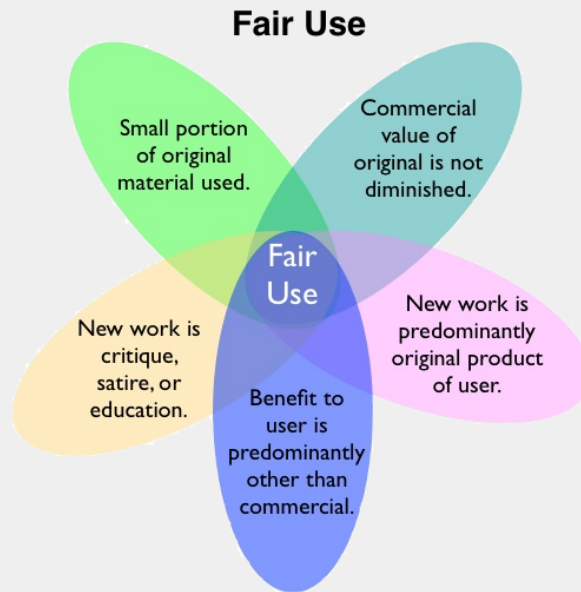 Fair Use
Small portion
of original
material used.
Commercial
value of
original is not
diminished.
Fair
Use
New work is
critique,
satire, or
education.
New work is
predominantly
original product
of user.
Benefit to
user is
predominantly
other than
commercial.